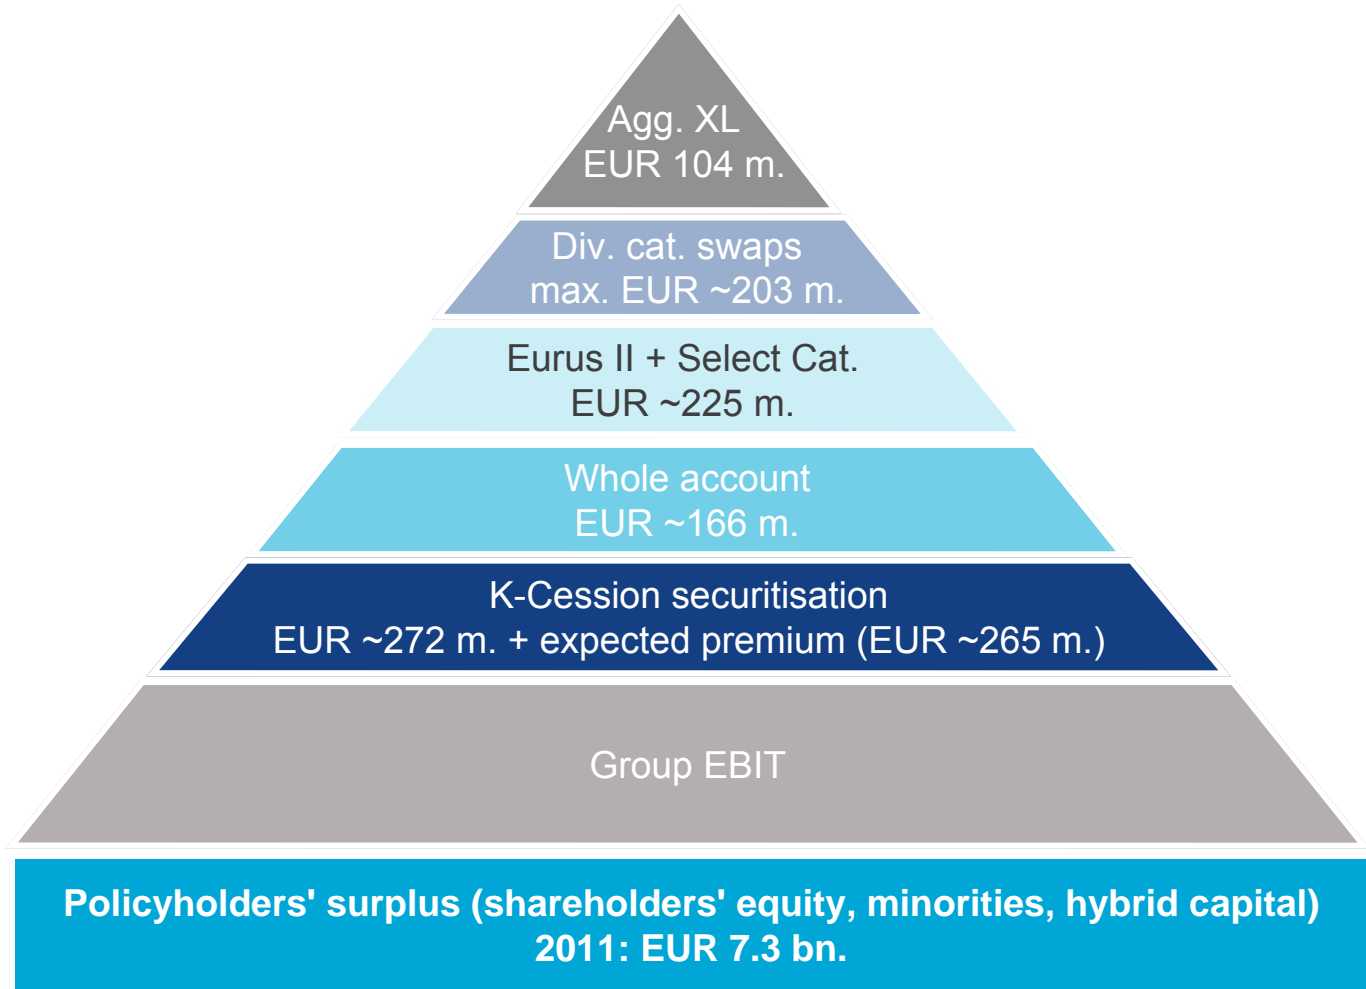 Agg. XL
EUR 104 m.
Div. cat. swaps
max. EUR ~203 m.
Eurus II + Select Cat.
EUR ~225 m.
Whole account
EUR ~166 m.
K-Cession securitisation
EUR ~272 m. + expected premium (EUR ~265 m.)
Group EBIT
Policyholders' surplus (shareholders' equity, minorities, hybrid capital)
2011: EUR 7.3 bn.